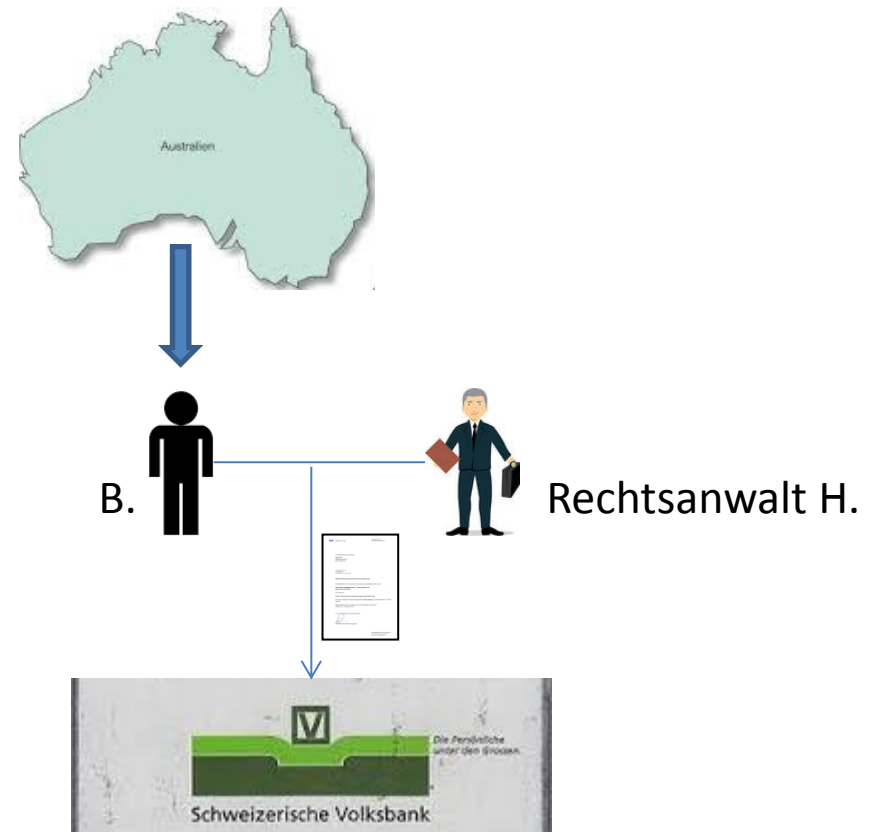 Australien
B.
Rechtsanwalt H.
V
Die Persönliche
unter den Grossen.
Schweizerische Volksbank